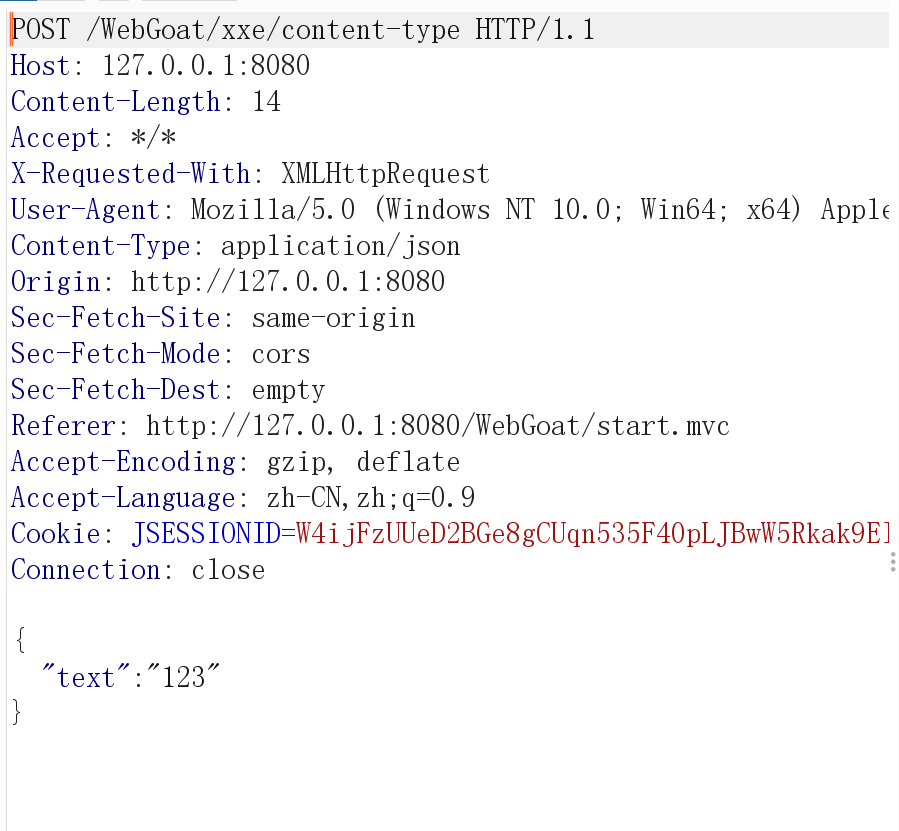 POST /WebGoat/xxe/content-type HTTP/1.1
Host: 127.0.0.1:8080
Content-Length: 14
Accept: */*
X-Requested-With: XMLHttpRequest
User-Agent: Mozilla/5.0 (Windows NT 10.0; Win64; x64) Apple
Content-Type: application/json
Origin: http://127.0.0.1:8080
Sec-Fetch-Site: same-origin
Sec-Fetch-Mode: cors
Sec-Fetch-Dest: empty
Referer: http://127.0.0.1:8080/WebGoat/start.mvc
Accept-Encoding: gzip, deflate
Accept-Language: zh-CN,zh;q=0.9
Cookie: JSESSIONID=W4ijFzUUeD2BGe8gCUqn535F40pLJBwW5Rkak9E
Connection: close
{
"text":"123"
}